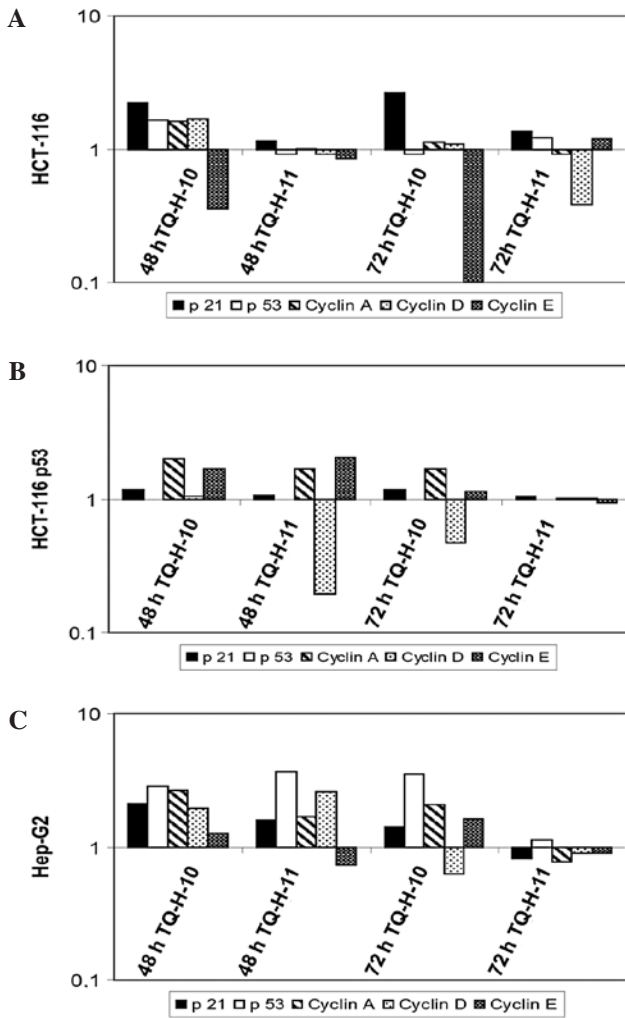 A
10
1
0.1
HCT-116
48 h TQ-H-10
48 h TQ-H-11
72 h TQ-H-10
72h TQ-H-11
p 21 p 53 Cyclin A Cyclin D Cyclin E
B
10
1
0.1
HCT-116 p53
48 h TQ-H-10
48 h TQ-H-11
72 h TQ-H-10
72 h TQ-H-11
p 21 p 53 Cyclin A Cyclin D Cyclin E
C
10
1
0.1
Hep-G2
48 h TQ-H-10
48 h TQ-H-11
72 h TQ-H-10
72 h TQ-H-11
p 21 p 53 Cyclin A Cyclin D Cyclin E